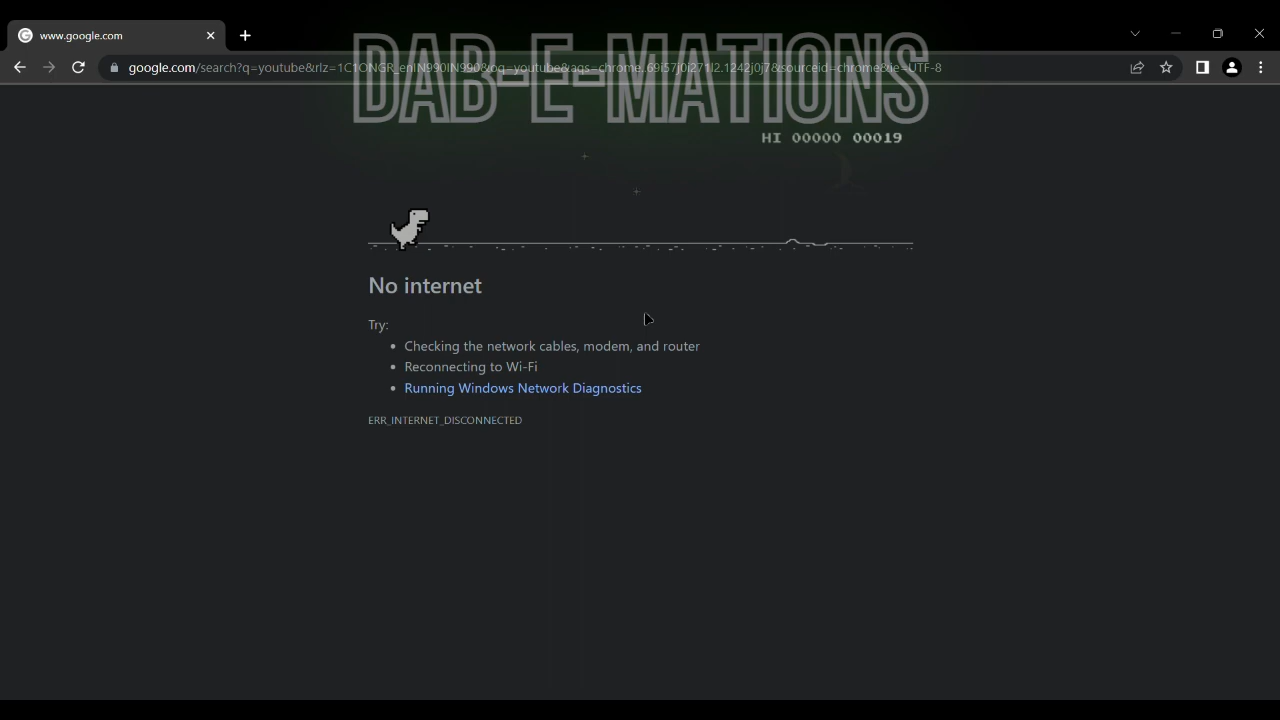 www.google.com
DAB-E-MATIONS
google.com/search?q=youtube&rlz=1C1ONGR_enIN990IN990&oq=youtube&aqs=chrome..69i57j0i271l2.1242j0j7&sourceid=chrome&ie=UTF-8
HI 00000 00019
No internet
Try:
Checking the network cables, modem, and router
Reconnecting to Wi-Fi
Running Windows Network Diagnostics
ERR_INTERNET_DISCONNECTED